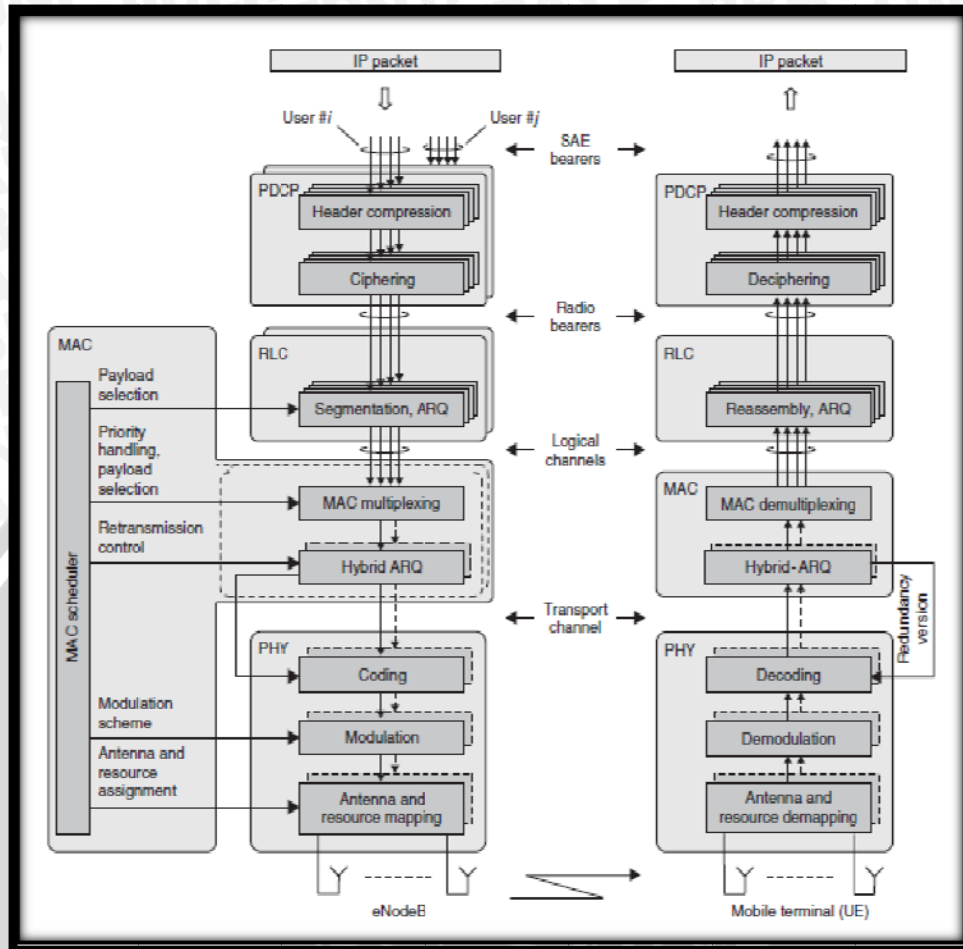 IP packet
IP packet
User #i
User #j
SAE
bearers
PDCP
Header compression
Ciphering
PDCP
Header compression
Deciphering
Radio
bearers
MAC
RLC
Segmentation, ARQ
RLC
Reassembly, ARQ
Payload
selection
Logical
channels
Priority
handling,
payload
selection
MAC multiplexing
MAC
MAC demultiplexing
Retransmission
control
Hybrid ARQ
Hybrid-ARQ
Redundancy
version
MAC scheduler
Transport
channel
PHY
Coding
PHY
Decoding
Modulation
scheme
Modulation
Demodulation
Antenna and
resource
assignment
Antenna and
resource mapping
Antenna and
resource demapping
eNodeB
Mobile terminal (UE)